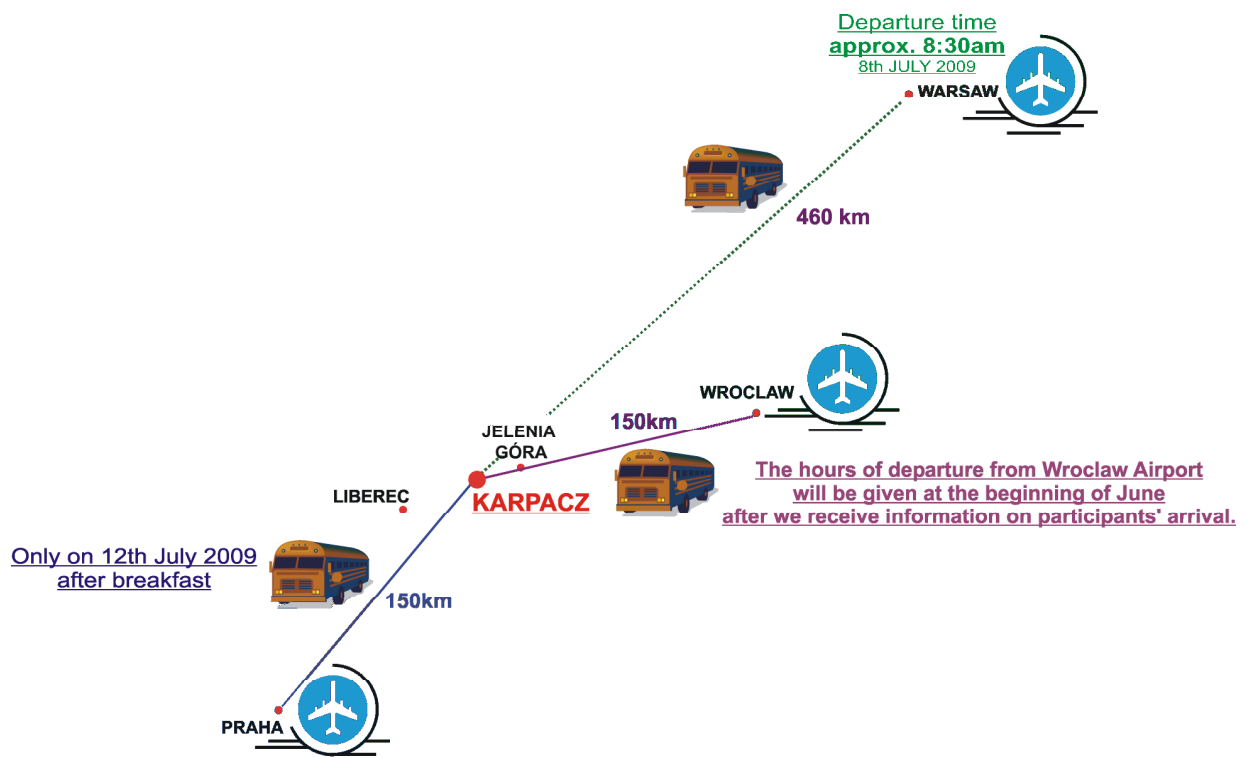 Departure time
approx. 8:30am
8th JULY 2009
WARSAW
460 km
WROCLAW
150km
JELENIA
GÓRA
KARPACZ
The hours of departure from Wroclaw Airport
will be given at the beginning of June
after we receive information on participants' arrival.
LIBEREC
Only on 12th July 2009
after breakfast
150km
PRAHA